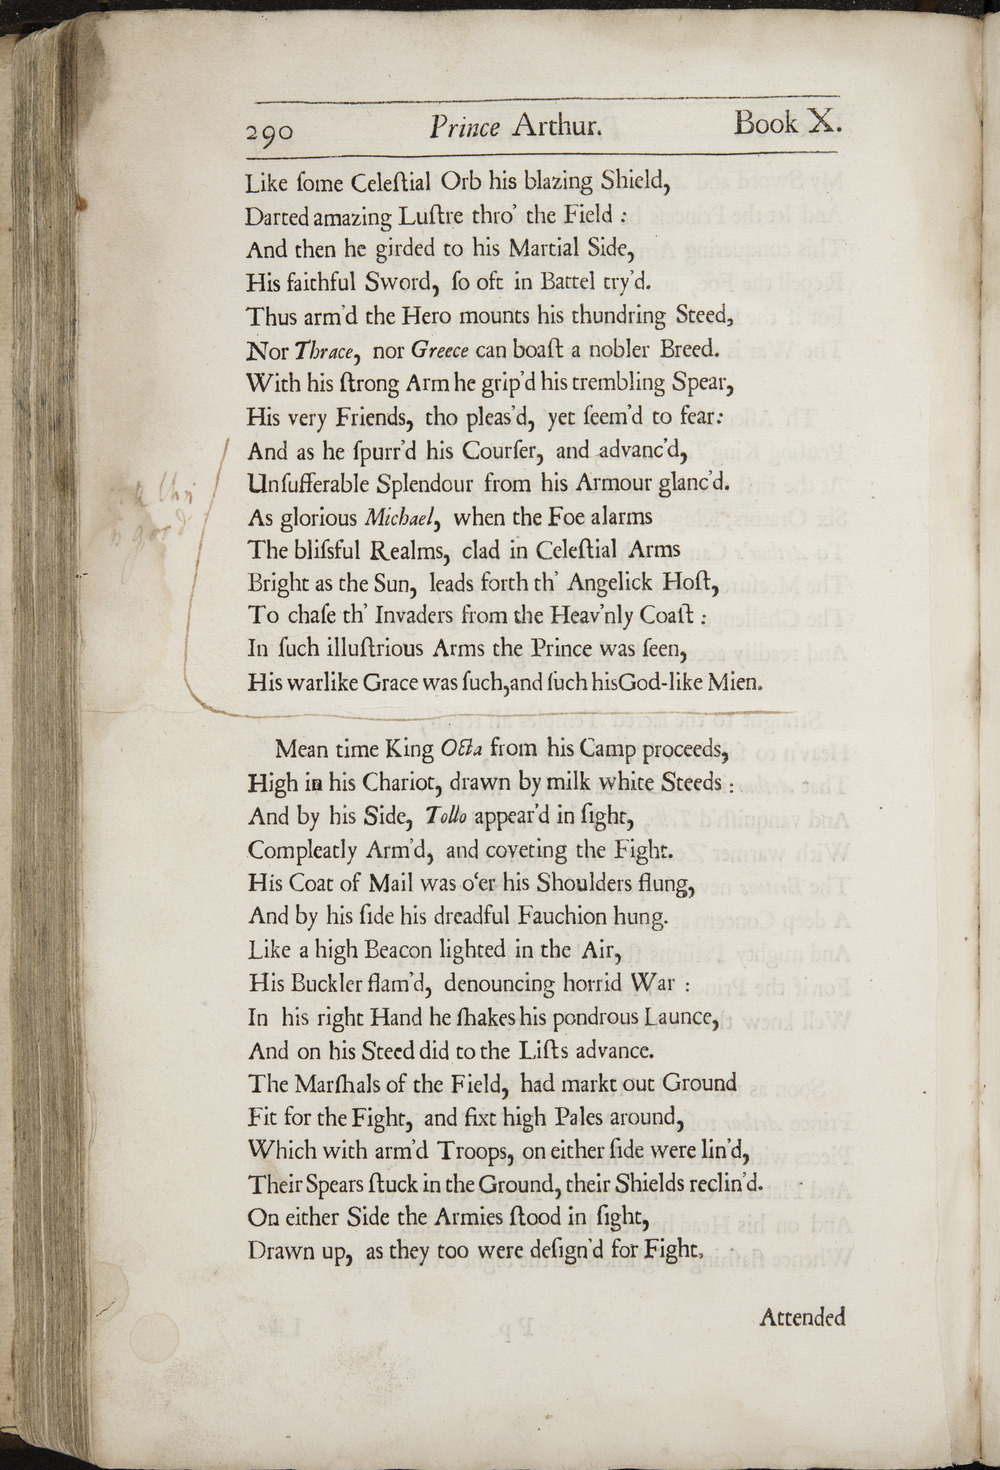 290 Prince Arthur. Book X.
Like ſome Celeſtial Orb his blazing Shield,
Darted amazing Luſtre thro' the Field :
And then he girded to his Martial Side,
His faithful Sword, ſo oft in Battel try'd.
Thus arm'd the Hero mounts his thundring Steed,
Nor Thrace, nor Greece can boaſt a nobler Breed.
With his ſtrong Arm he grip'd his trembling Spear,
His very Friends, tho pleas'd, yet ſeem'd to fear:
And as he ſpurr'd his Courſer, and advanc'd,
Unſufferable Splendour from his Armour glanc'd.
As glorious Michael, when the Foe alarms
The bliſsful Realms, clad in Celeſtial Arms
Bright as the Sun, leads forth th' Angelick Hoſt,
To chaſe th' Invaders from the Heav'nly Coaſt :
In ſuch illuſtrious Arms the Prince was ſeen,
His warlike Grace was ſuch,and ſuch hisGod-like Mien.
all this
is good
Mean time King Octa from his Camp proceeds,
High in his Chariot, drawn by milk white Steeds :
And by his Side, Tollo appear'd in ſight,
Compleatly Arm'd, and coveting the Fight.
His Coat of Mail was o‘er his Shoulders flung,
And by his ſide his dreadful Fauchion hung.
Like a high Beacon lighted in the Air,
His Buckler flam'd, denouncing horrid War :
In his right Hand he ſhakes his pondrous Launce,
And on his Steed did to the Liſts advance.
The Marſhals of the Field, had markt out Ground
Fit for the Fight, and fixt high Pales around,
Which with arm'd Troops, on either ſide were lin'd,
Their Spears ſtuck in the Ground, their Shields reclin'd.
On either Side the Armies ſtood in ſight,
Drawn up, as they too were deſign'd for Fight.
Attended